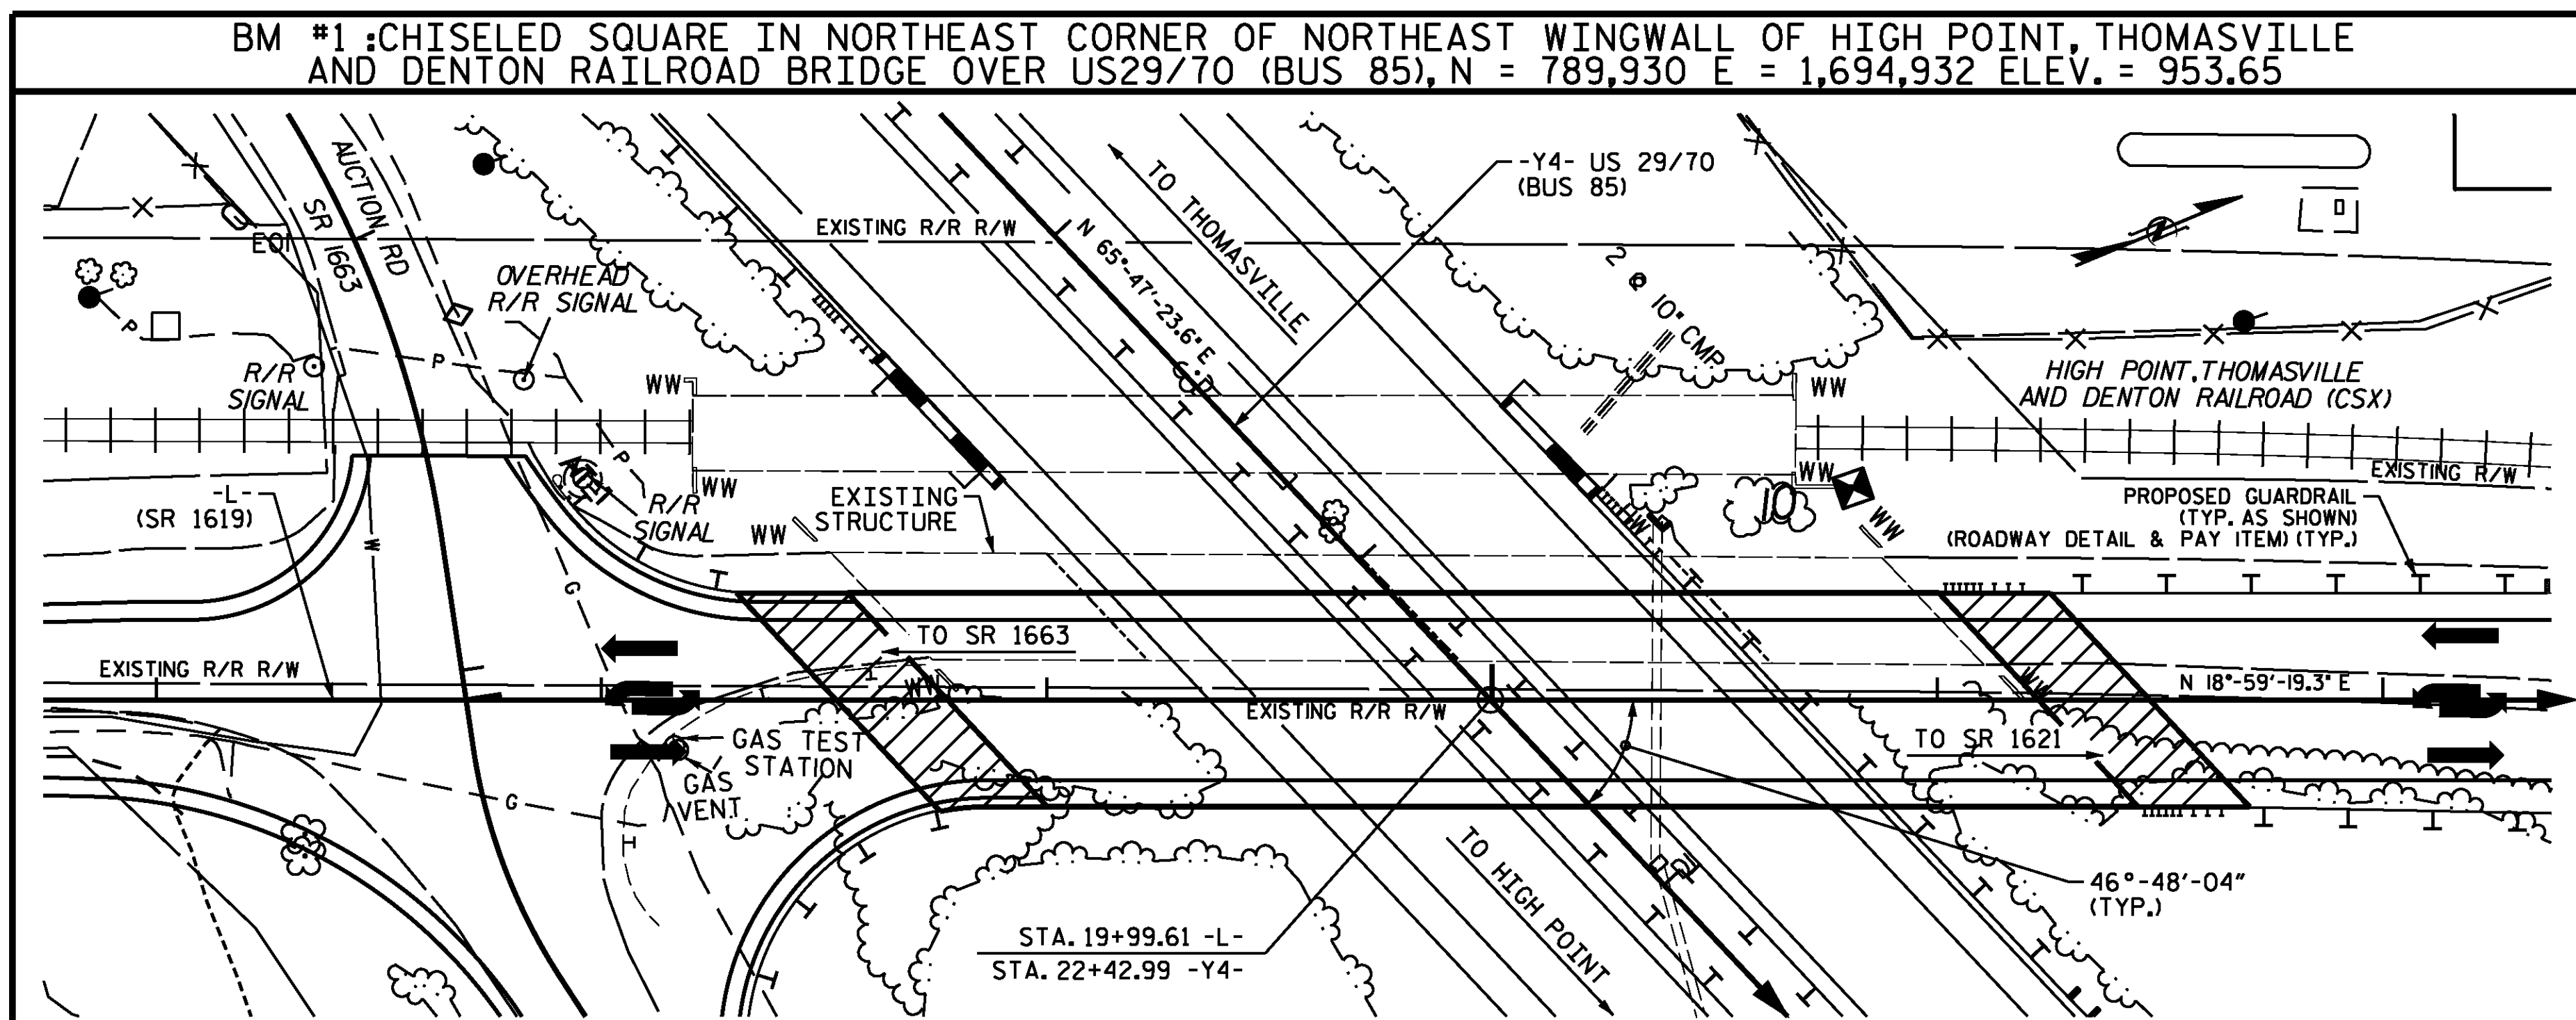 BM #1 :CHISELED SQUARE IN NORTHEAST CORNER OF NORTHEAST WINGWALL OF HIGH POINT, THOMASVILLE
AND DENTON RAILROAD BRIDGE OVER US29/70 (BUS 85), N = 789,930 E = 1,694,932 ELEV. = 953.65
AUCTION RD
SR 1663
EOI
EXISTING R/R R/W
TO THOMASVILLE
N 65°-47'-23.6" E
-Y4- US 29/70
(BUS 85)
2 @ 10" CMP
N
OVERHEAD
R/R SIGNAL
P
P
P
R/R
SIGNAL
WW
WW
HIGH POINT, THOMASVILLE
AND DENTON RAILROAD (CSX)
WW
WW
WW
WW
EXISTING R/W
-L-
(SR 1619)
R/R
SIGNAL
EXISTING
STRUCTURE
PROPOSED GUARDRAIL
(TYP. AS SHOWN)
(ROADWAY DETAIL & PAY ITEM) (TYP.)
W
G
TO SR 1663
EXISTING R/R R/W
WW
EXISTING R/R R/W
WW
N 18°-59'-19.3" E
GAS TEST
STATION
GAS
VENT
G
TO SR 1621
TO HIGH POINT
46°-48'-04"
(TYP.)
STA. 19+99.61 -L-
STA. 22+42.99 -Y4-